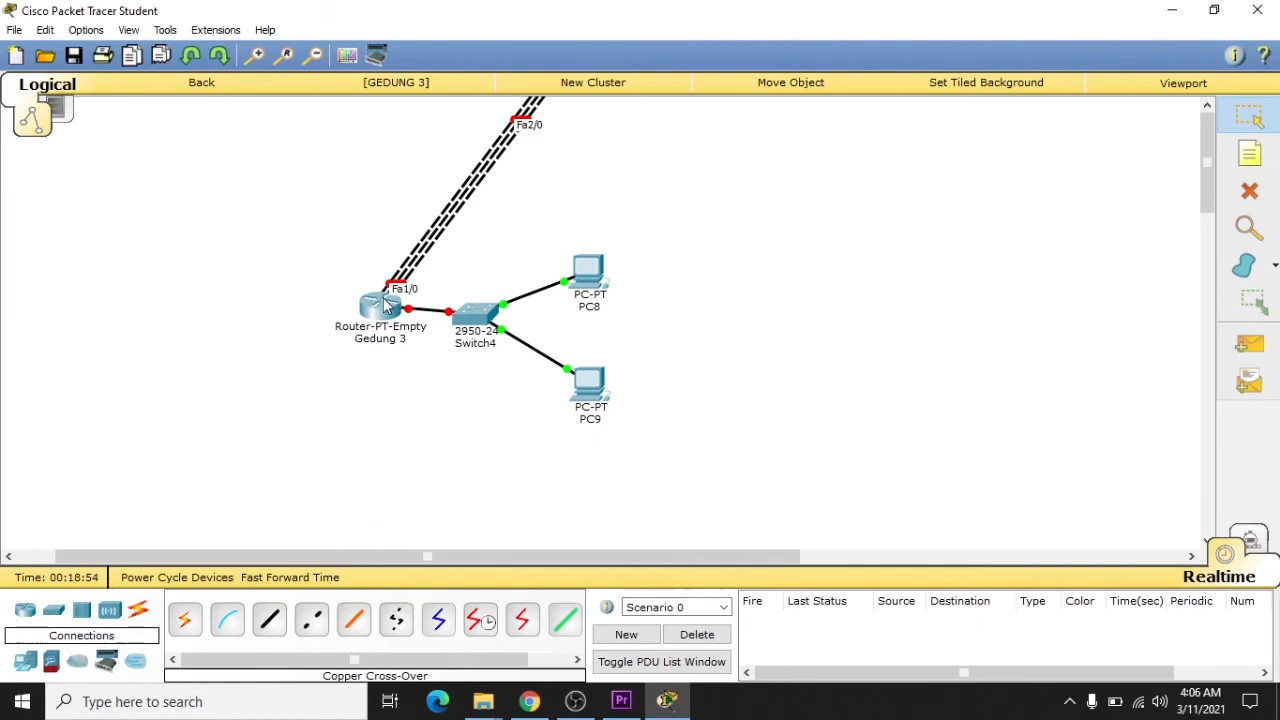 Cisco Packet Tracer Student
File Edit Options View Tools Extensions Help
Logical Back [GEDUNG 3] New Cluster Move Object Set Tiled Background Viewport
Fa2/0
Fa1/0
Router-PT-Empty
Gedung 3
2950-24
Switch4
PC-PT
PC8
PC-PT
PC9
Time: 00:18:54 Power Cycle Devices Fast Forward Time Realtime
Scenario 0
Fire Last Status Source Destination Type Color Time(sec) Periodic Num
Connections
New Delete
Toggle PDU List Window
Copper Cross-Over
Type here to search
Pr
4:06 AM
3/11/2021